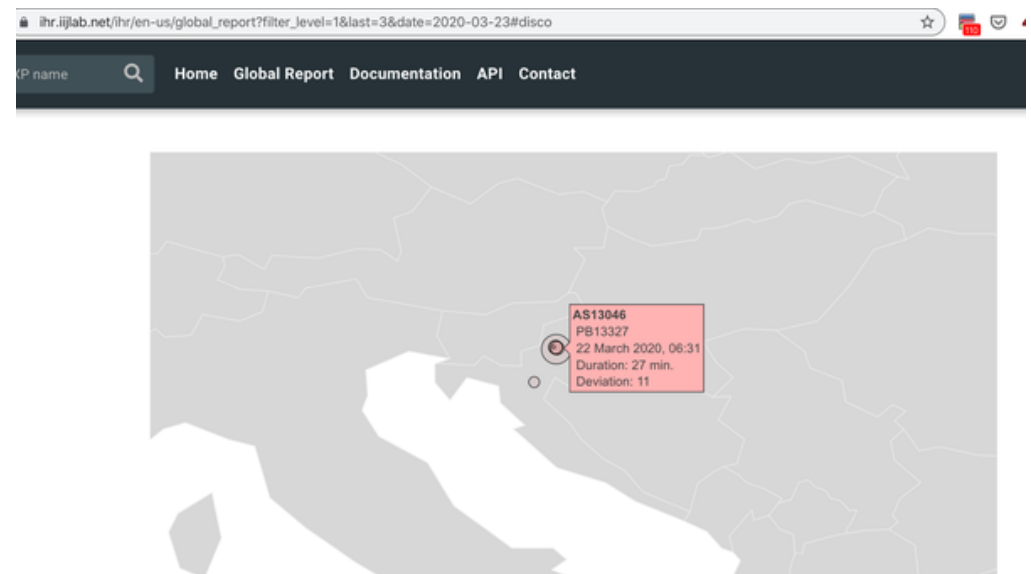 ihr.iijlab.net/ihr/en-us/global_report?filter_level=1&last=3&date=2020-03-23#disco
110
XP name
Home Global Report Documentation API Contact
AS13046
PB13327
22 March 2020, 06:31
Duration: 27 min.
Deviation: 11